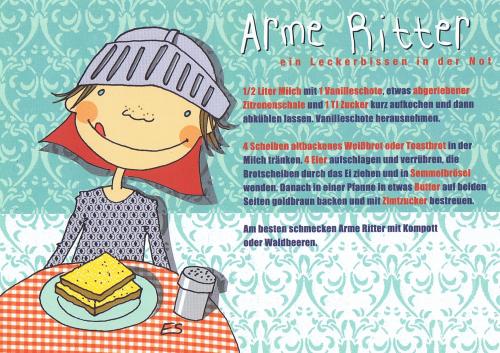 Arme Ritter
ein Leckerbissen in der Not
1/2 Liter Milch mit 1 Vanilleschote, etwas abgeriebener
Zitronenschale und 1 Tl Zucker kurz aufkochen und dann
abkühlen lassen. Vanilleschote herausnehmen.
4 Scheiben altbackenes Weißbrot oder Toastbrot in der
Milch tränken. 4 Eier aufschlagen und verrühren, die
Brotscheiben durch das Ei ziehen und in Semmelbrösel
wenden. Danach in einer Pfanne in etwas Butter auf beiden
Seiten goldbraun backen und mit Zimtzucker bestreuen.
Am besten schmecken Arme Ritter mit Kompott
oder Waldbeeren.
ES